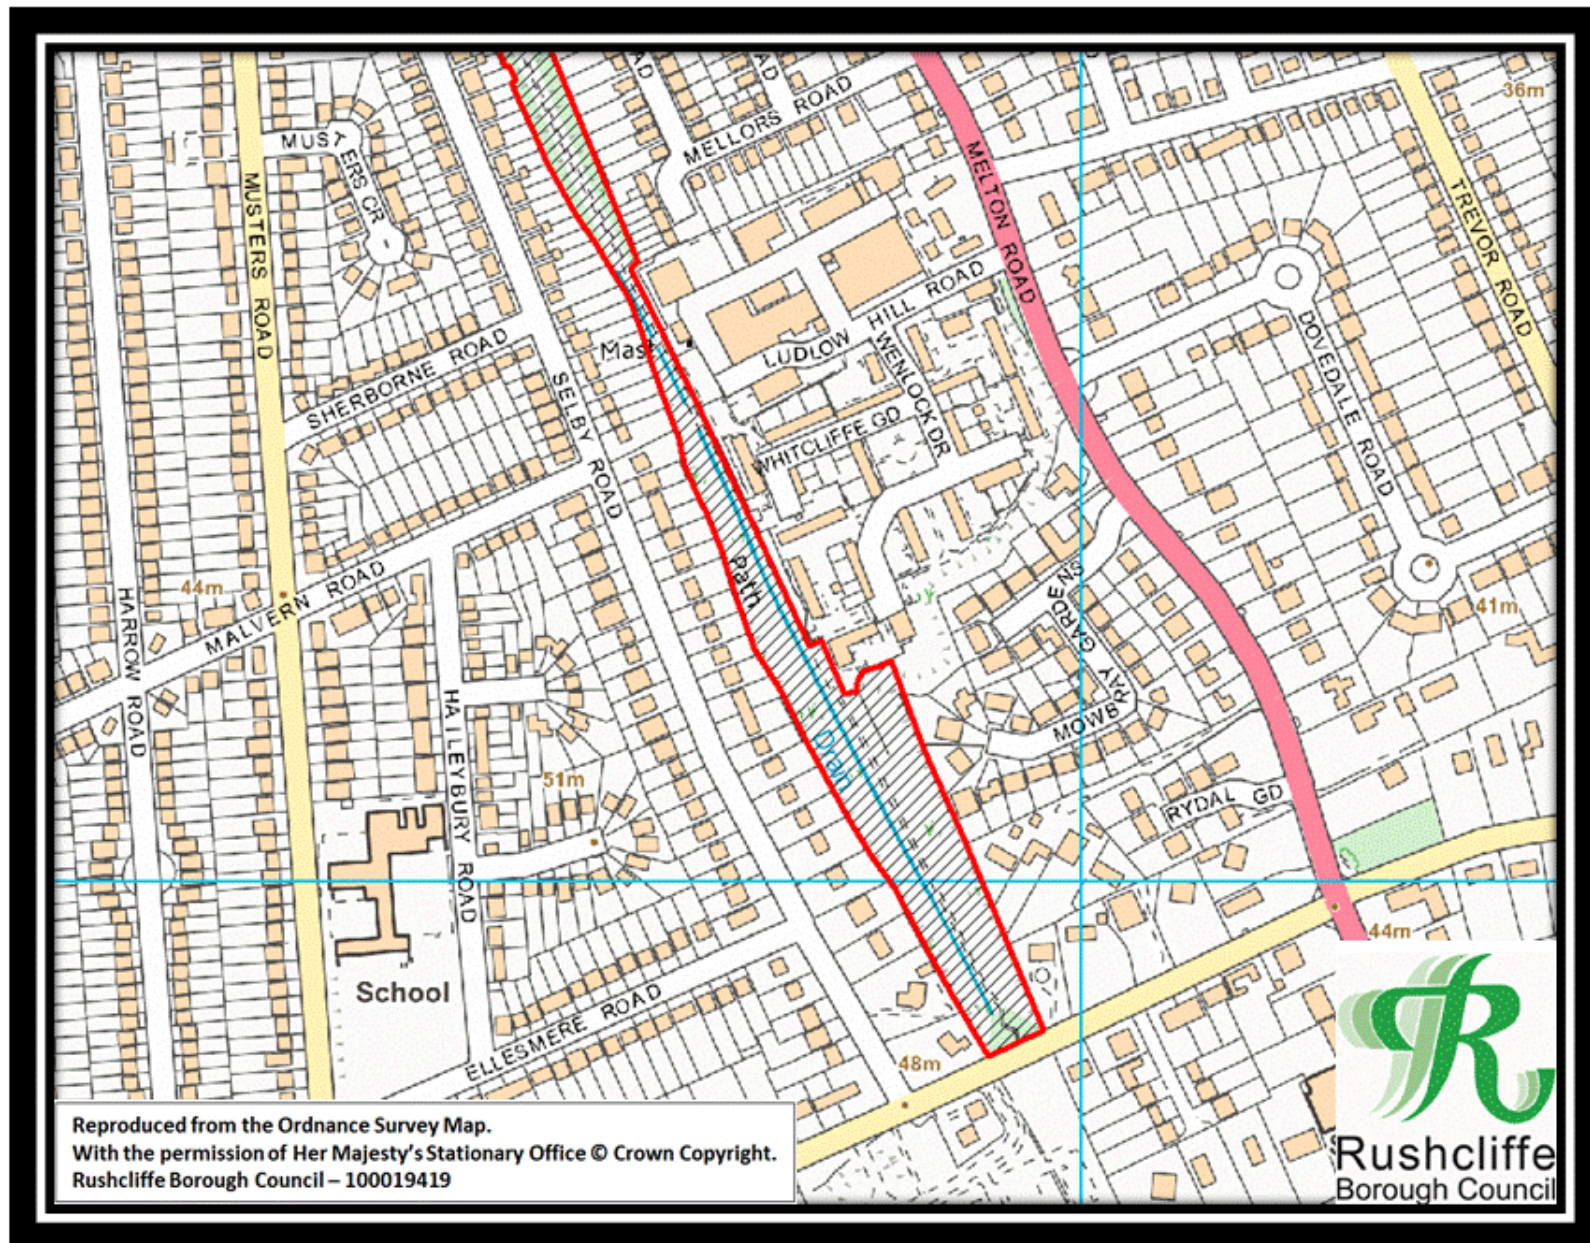 AD
AD
MELLORS ROAD
36m
MUSTERS CR
MUSTERS ROAD
MELTON ROAD
TREVOR ROAD
LUDLOW HILL ROAD
Mast
WENLOCK DR
SHERBORNE ROAD
SELBY ROAD
DOVEDALE ROAD
WHITCLIFFE GD
Path
44m
MALVERN ROAD
HARROW ROAD
MOWBRAY GARDENS
41m
HAILEYBURY ROAD
Drain
51m
RYDAL GD
School
ELLESMERE ROAD
44m
48m
Reproduced from the Ordnance Survey Map.
With the permission of Her Majesty's Stationary Office © Crown Copyright.
Rushcliffe Borough Council – 100019419
R
Rushcliffe
Borough Council